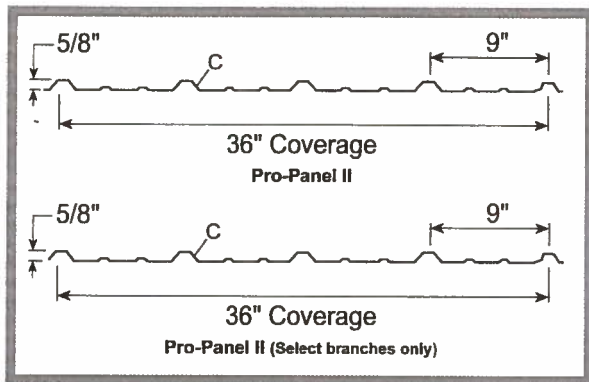 5/8"
C
9"
36" Coverage
Pro-Panel II
5/8"
C
9"
36" Coverage
Pro-Panel II (Select branches only)